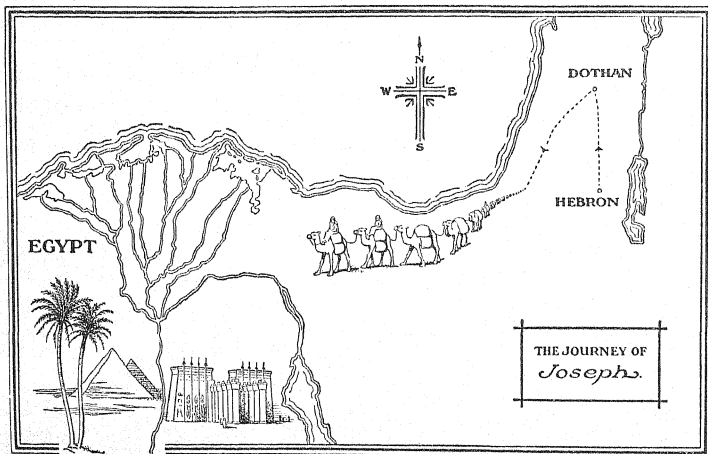 N
W E
S
DOTHAN
HEBRON
EGYPT
THE JOURNEY OF
Joseph.